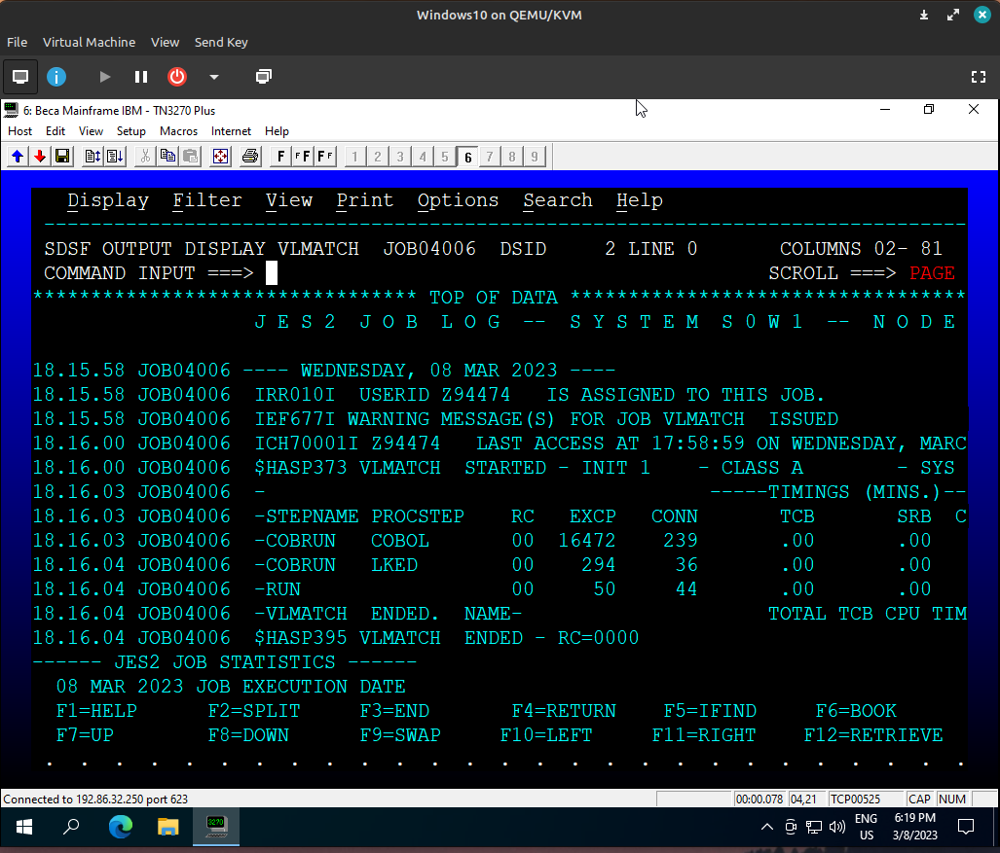 Windows10 on QEMU/KVM
File Virtual Machine View Send Key
6: Beca Mainframe IBM - TN3270 Plus
Host Edit View Setup Macros Internet Help
F F F 1 2 3 4 5 6 7 8 9
Display Filter View Print Options Search Help
-------------------------------------------------------------------------------
SDSF OUTPUT DISPLAY VLMATCH JOB04006 DSID 2 LINE 0 COLUMNS 02- 81
COMMAND INPUT ===> SCROLL ===> PAGE
********************************* TOP OF DATA **********************************
J E S 2 J O B L O G -- S Y S T E M S 0 W 1 -- N O D E
18.15.58 JOB04006 ---- WEDNESDAY, 08 MAR 2023 ----
18.15.58 JOB04006 IRR010I USERID Z94474 IS ASSIGNED TO THIS JOB.
18.15.58 JOB04006 IEF677I WARNING MESSAGE(S) FOR JOB VLMATCH ISSUED
18.16.00 JOB04006 ICH70001I Z94474 LAST ACCESS AT 17:58:59 ON WEDNESDAY, MARC
18.16.00 JOB04006 $HASP373 VLMATCH STARTED - INIT 1 - CLASS A - SYS
18.16.03 JOB04006 - -----TIMINGS (MINS.)--
18.16.03 JOB04006 -STEPNAME PROCSTEP RC EXCP CONN TCB SRB C
18.16.03 JOB04006 -COBRUN COBOL 00 16472 239 .00 .00
18.16.04 JOB04006 -COBRUN LKED 00 294 36 .00 .00
18.16.04 JOB04006 -RUN 00 50 44 .00 .00
18.16.04 JOB04006 -VLMATCH ENDED. NAME- TOTAL TCB CPU TIM
18.16.04 JOB04006 $HASP395 VLMATCH ENDED - RC=0000
------ JES2 JOB STATISTICS ------
08 MAR 2023 JOB EXECUTION DATE
F1=HELP F2=SPLIT F3=END F4=RETURN F5=IFIND F6=BOOK
F7=UP F8=DOWN F9=SWAP F10=LEFT F11=RIGHT F12=RETRIEVE
Connected to 192.86.32.250 port 623 00:00.078 04,21 TCP00525 CAP NUM
3270 ENG 6:19 PM
US 3/8/2023